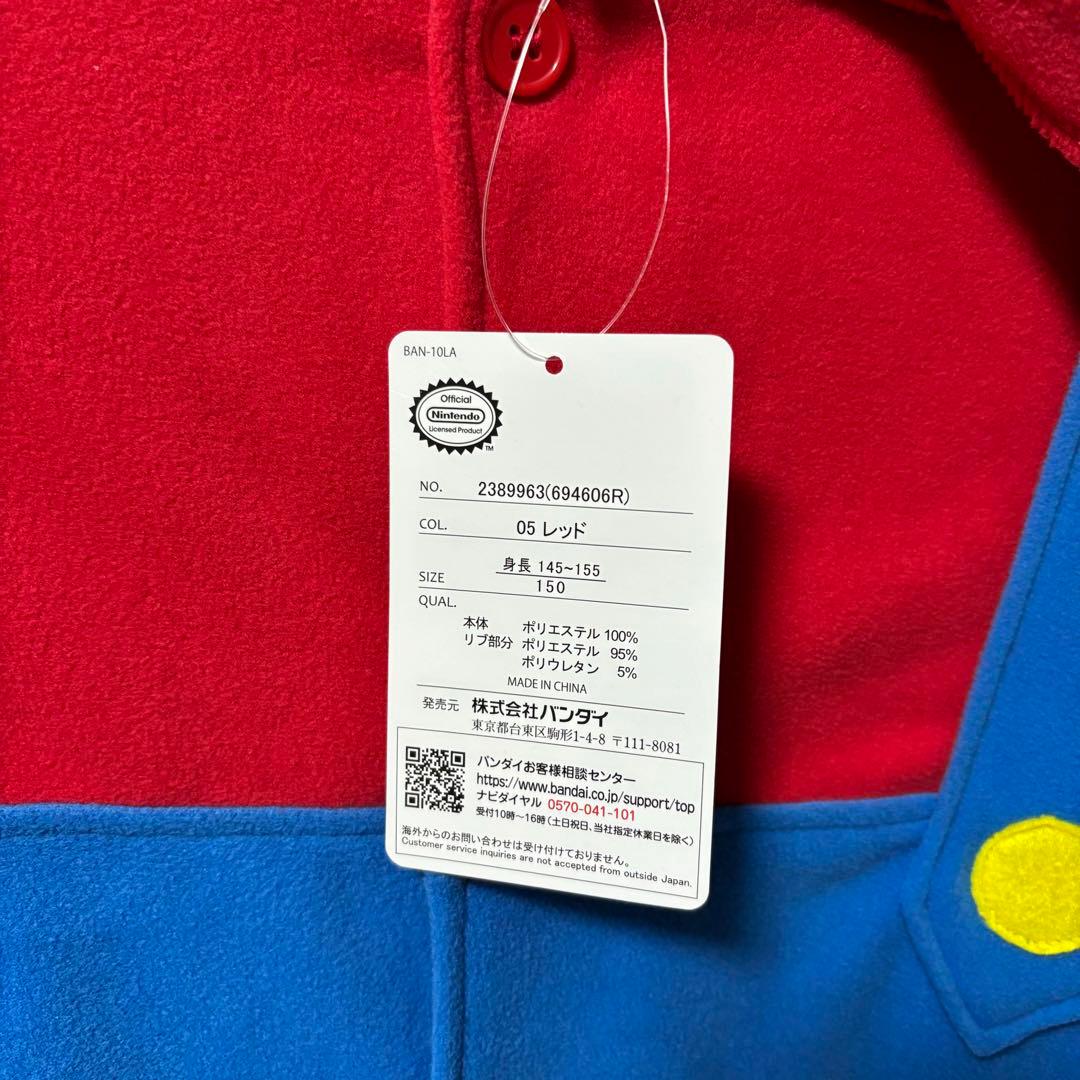 BAN-10LA
Official
Nintendo
Licensed Product
TM
NO. 2389963(694606R)
COL. 05 レッド
身長 145~155
SIZE 150
QUAL.
本体 ポリエステル 100%
リブ部分 ポリエステル 95%
ポリウレタン 5%
MADE IN CHINA
発売元 株式会社バンダイ
東京都台東区駒形1-4-8 〒111-8081
バンダイお客様相談センター
https://www.bandai.co.jp/support/top
ナビダイヤル 0570-041-101
受付10時〜16時(土日祝日、当社指定休業日を除く)
海外からのお問い合わせは受け付けておりません。
Customer service inquiries are not accepted from outside Japan.